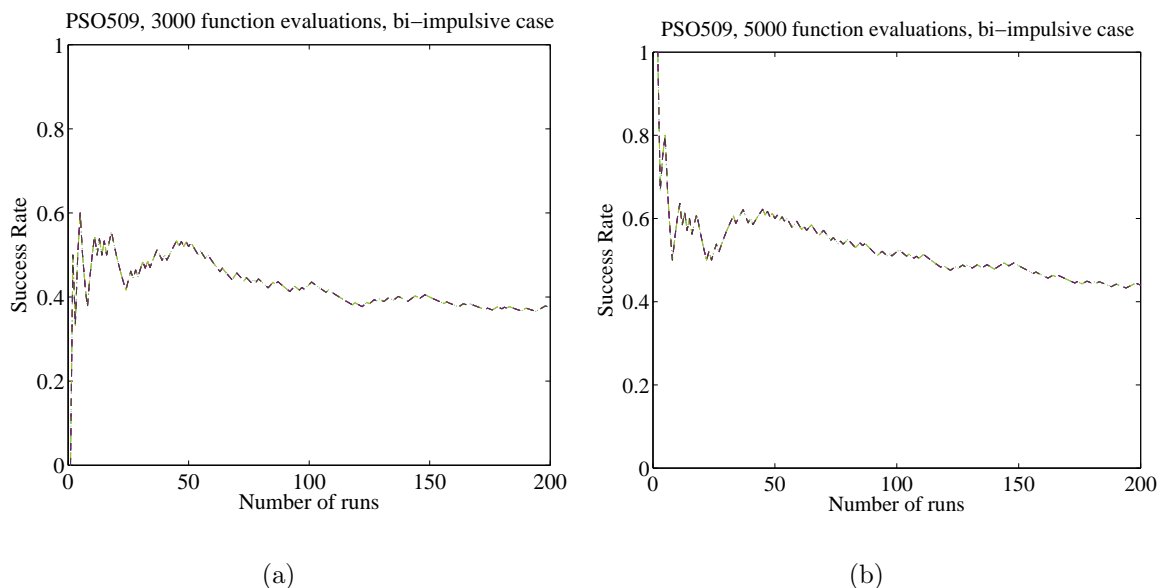 PSO509, 3000 function evaluations, bi−impulsive case
1
0.8
0.6
0.4
0.2
0
Success Rate
0 50 100 150 200
Number of runs
(a)
PSO509, 5000 function evaluations, bi−impulsive case
1
0.8
0.6
0.4
0.2
0
Success Rate
0 50 100 150 200
Number of runs
(b)